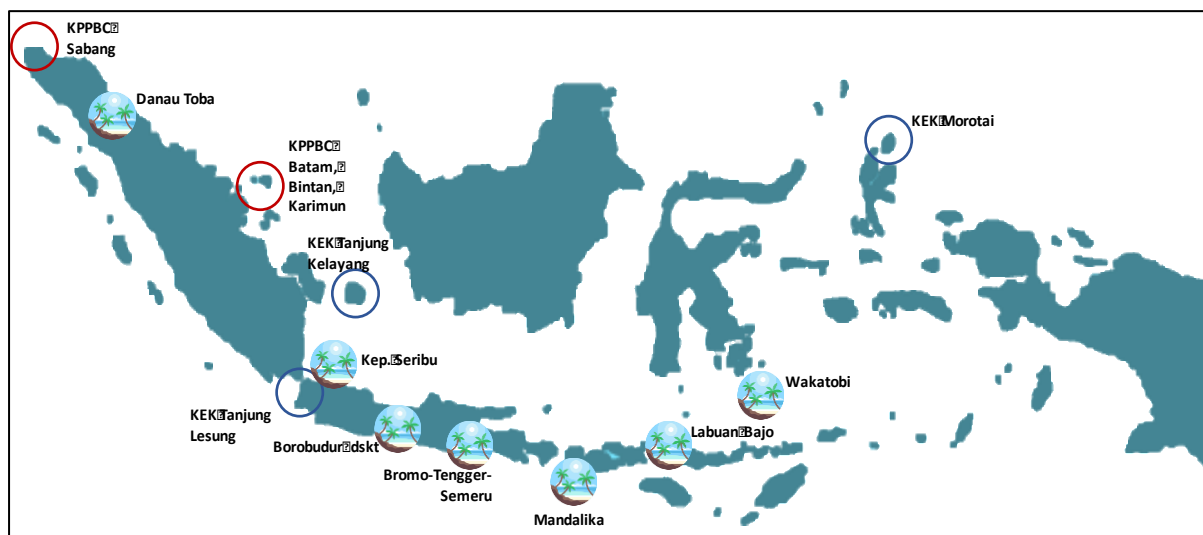 KPPBC
Sabang
Danau Toba
KPPBC
Batam,
Bintan,
Karimun
KEK Morotai
KEK Tanjung
Kelayang
Kep. Seribu
Wakatobi
KEK Tanjung
Lesung
Labuan Bajo
Borobudur dskt
Bromo-Tengger-
Semeru
Mandalika